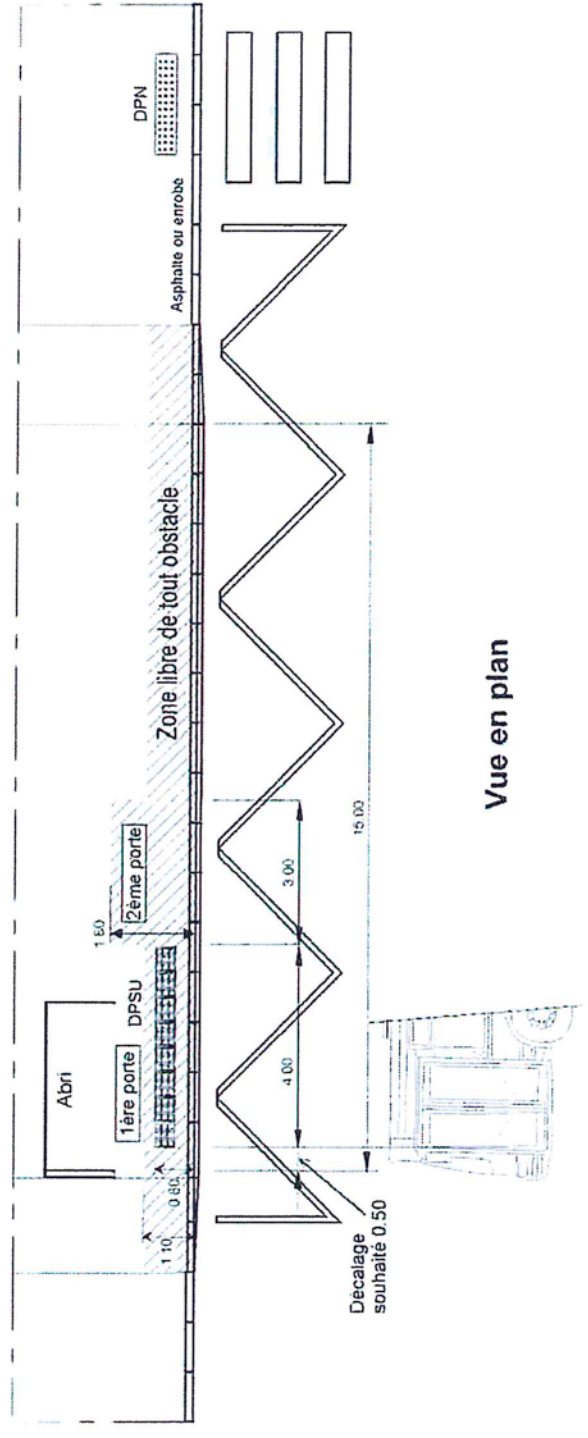 Abri
1ère porte
DPSU
2ème porte
1 80
1 10
0 80
Zone libre de tout obstacle
Asphalte ou enrobé
DPN
4 00
3 00
15 00
Décalage
souhaité 0.50
Vue en plan